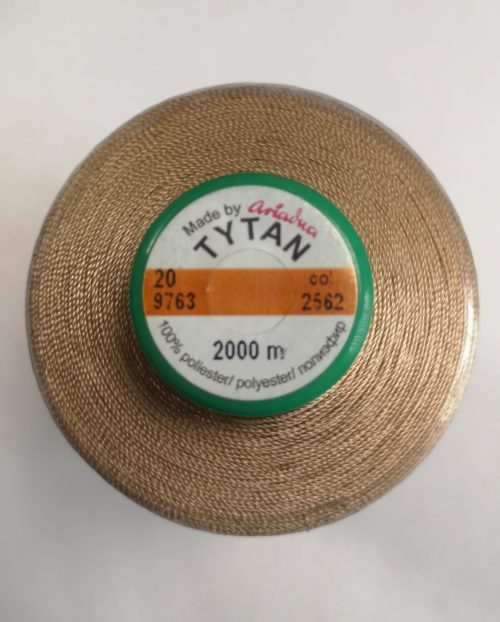 Made by Ariadna
TYTAN
20 col.
9763 2562
2000 m
100% poliester/ polyester/ полиэфир